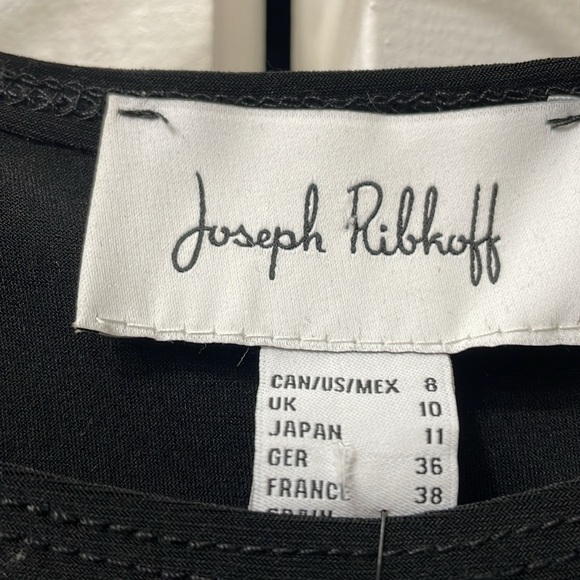 Joseph Ribkoff
CAN/US/MEX 8
UK 10
JAPAN 11
GER 36
FRANCE 38